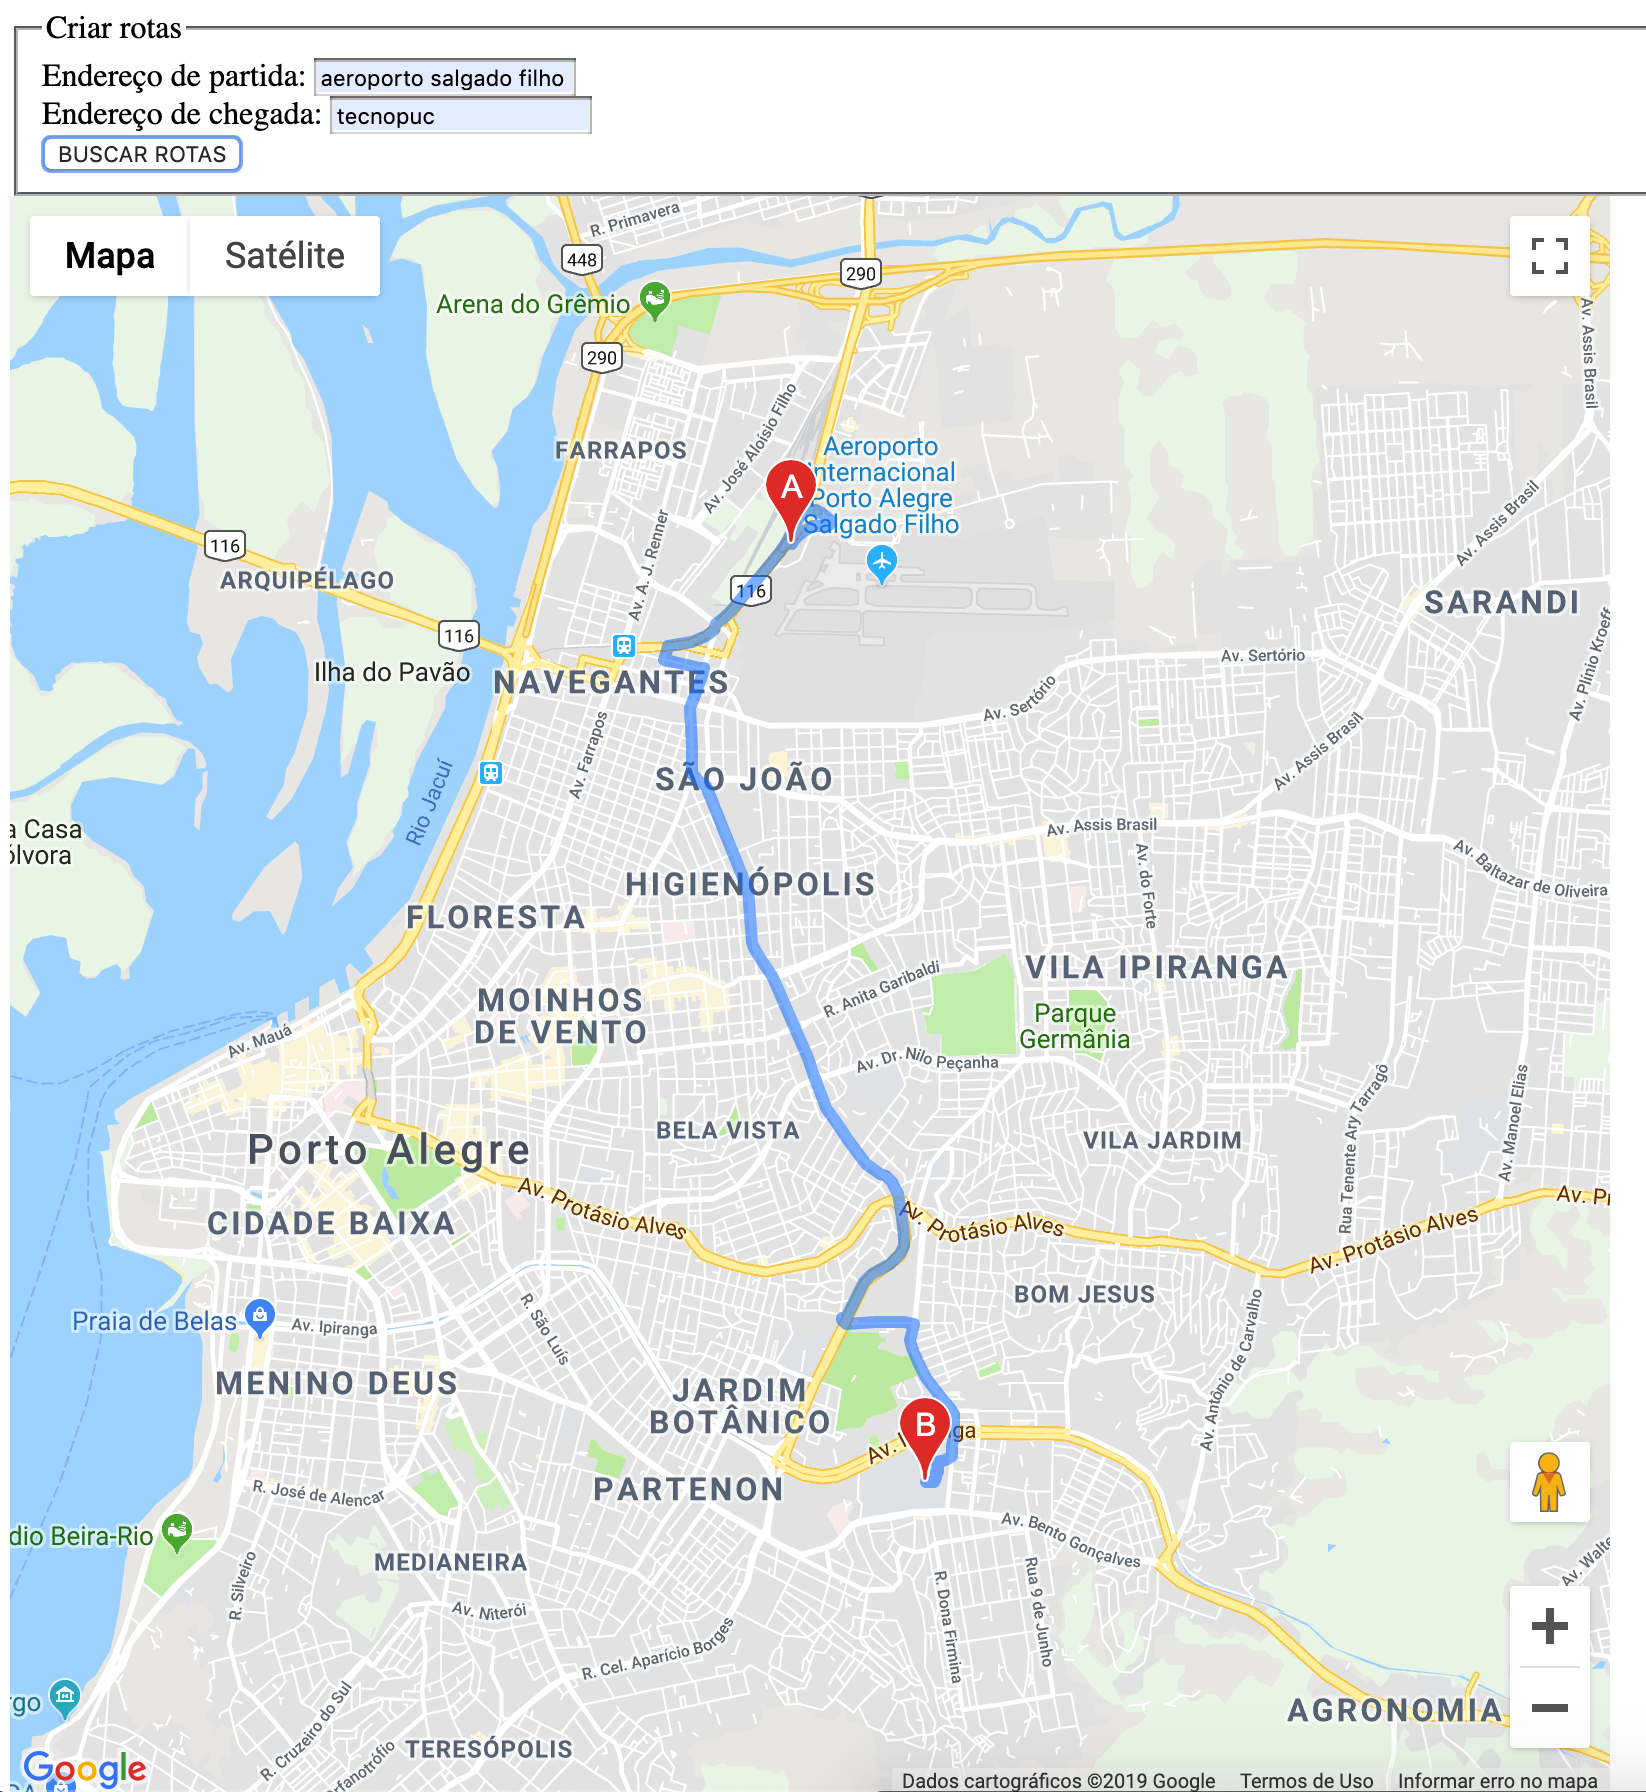 Criar rotas
Endereço de partida: aeroporto salgado filho
Endereço de chegada: tecnopuc
BUSCAR ROTAS
Mapa
Satélite
R. Primavera
448
290
Arena do Grêmio
290
Av. Assis Brasil
Av. José Aloísio Filho
FARRAPOS
Aeroporto
Internacional
Porto Alegre
Salgado Filho
A
Av. Assis Brasil
Av. A. J. Renner
116
ARQUIPÉLAGO
116
SARANDI
116
Ilha do Pavão
NAVEGANTES
Av. Sertório
Av. Plínio Kroeff
Av. Sertório
Av. Farrapos
Av. Assis Brasil
Rio Jacuí
SÃO JOÃO
a Casa
ólvora
Av. Assis Brasil
Av. do Forte
Av. Baltazar de Oliveira
HIGIENÓPOLIS
FLORESTA
VILA IPIRANGA
R. Anita Garibaldi
MOINHOS
DE VENTO
Parque
Germânia
Av. Mauá
Av. Dr. Nilo Peçanha
Rua Tenente Ary Tarragô
Av. Manoel Elias
BELA VISTA
VILA JARDIM
Porto Alegre
Av. Protásio Alves
Av. Protásio Alves
Av. Pr
CIDADE BAIXA
Av. Protásio Alves
BOM JESUS
Praia de Belas
Av. Ipiranga
R. São Luís
Av. Antônio de Carvalho
MENINO DEUS
JARDIM
BOTÂNICO
B
Av. I
ga
PARTENON
R. José de Alencar
Av. Bento Gonçalves
dio Beira-Rio
MEDIANEIRA
R. Silveiro
R. Dona Firmina
Rua 9 de Junho
Av. Walte
Av. Niterói
R. Cel. Aparício Borges
rgo
R. Cruzeiro do Sul
AGRONOMIA
TERESÓPOLIS
rfanotrófio
Google
Dados cartográficos ©2019 Google
Termos de Uso
Informar erro no mapa